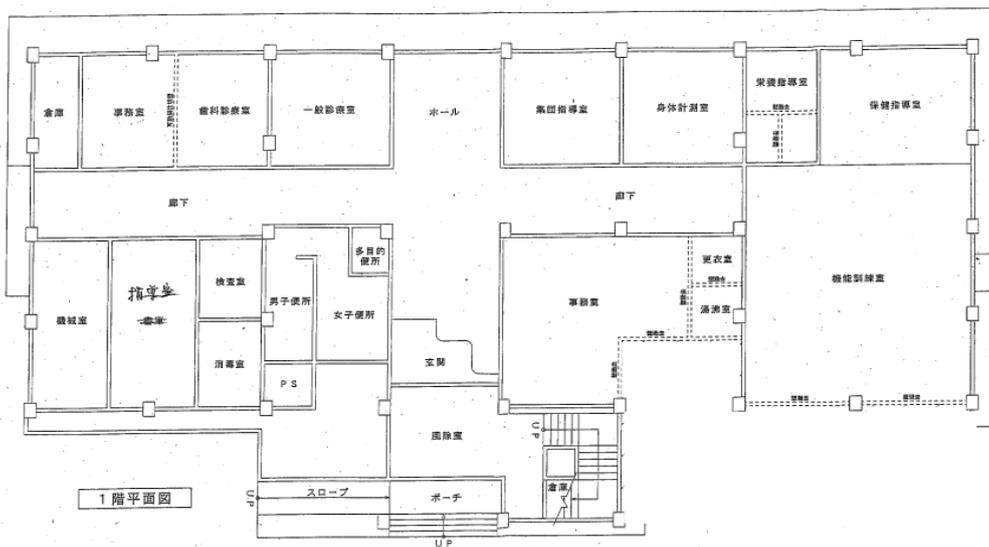 倉庫
事務室
歯科診療室
一般診療室
ホール
集団指導室
身体計測室
栄養指導室
保健指導室
廊下
廊下
機械室
指導室
倉庫
検査室
消毒室
男子便所
PS
多目的
便所
女子便所
玄関
事務室
更衣室
湯沸室
機能訓練室
風除室
UP
倉庫
1階平面図
UP
スロープ
ポーチ
UP